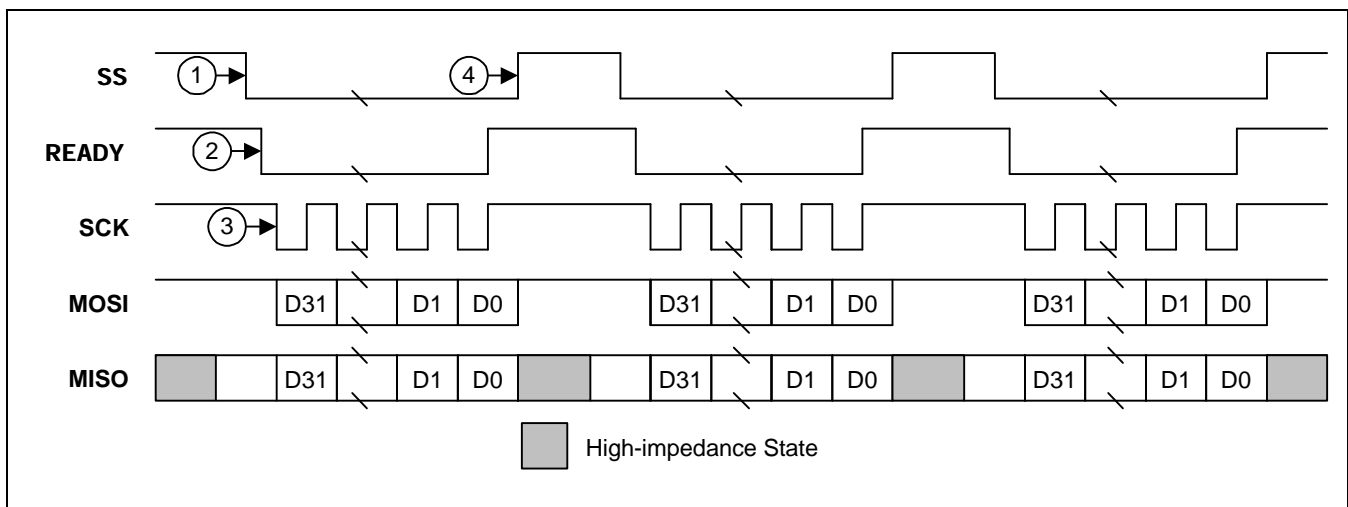 SS 1 4
READY 2
SCK 3
MOSI D31 D1 D0 D31 D1 D0 D31 D1 D0
MISO D31 D1 D0 D31 D1 D0 D31 D1 D0
High-impedance State